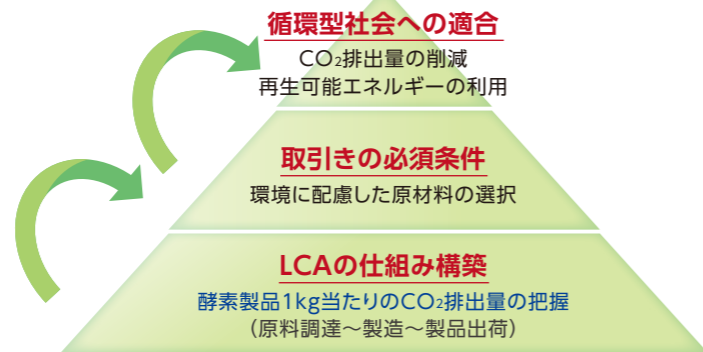 循環型社会への適合
CO₂排出量の削減
再生可能エネルギーの利用
取引きの必須条件
環境に配慮した原材料の選択
LCAの仕組み構築
酵素製品1kg当たりのCO₂排出量の把握
(原料調達～製造～製品出荷)